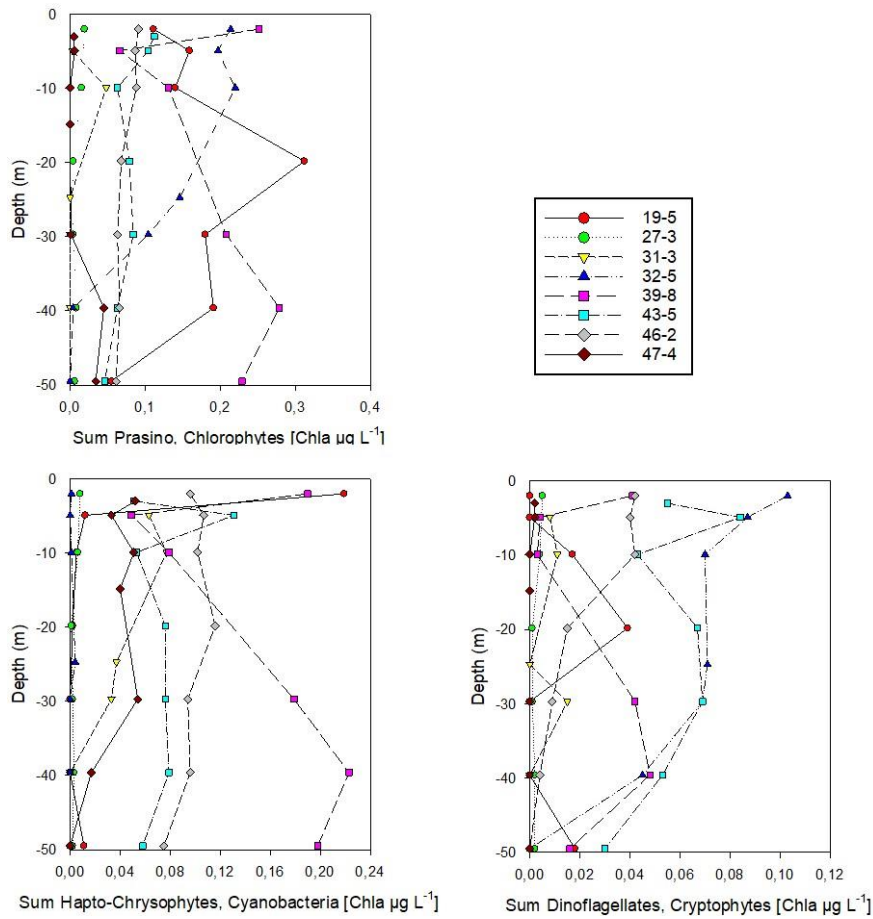 0
-10
-20
-30
-40
-50
Depth (m)
0,0 0,1 0,2 0,3 0,4
Sum Prasino, Chlorophytes [Chla µg L⁻¹]
19-5
27-3
31-3
32-5
39-8
43-5
46-2
47-4
0
-10
-20
-30
-40
-50
Depth (m)
0,00 0,04 0,08 0,12 0,16 0,20 0,24
Sum Hapto-Chrysophytes, Cyanobacteria [Chla µg L⁻¹]
0
-10
-20
-30
-40
-50
Depth (m)
0,00 0,02 0,04 0,06 0,08 0,10 0,12
Sum Dinoflagellates, Cryptophytes [Chla µg L⁻¹]